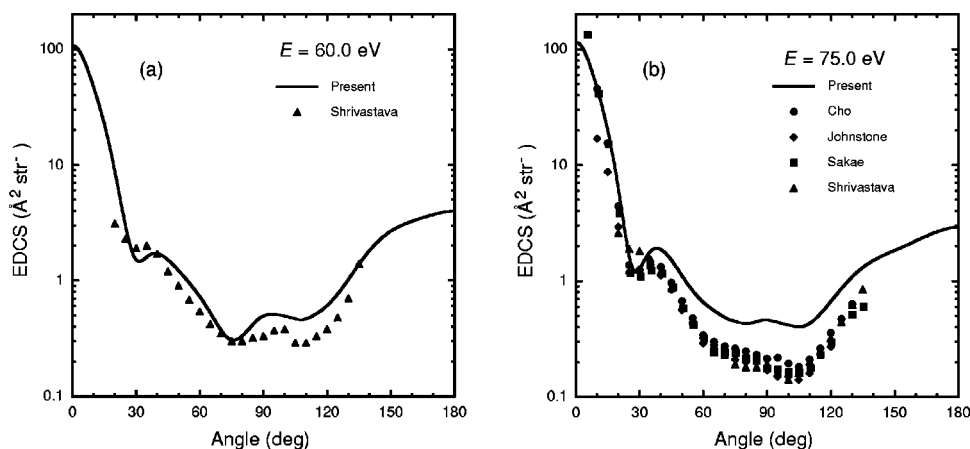 (a)
E = 60.0 eV
Present
Shrivastava
EDCS (Å² str⁻)
100
10
1
0.1
0 30 60 90 120 150 180
Angle (deg)
(b)
E = 75.0 eV
Present
Cho
Johnstone
Sakae
Shrivastava
EDCS (Å² str⁻)
100
10
1
0.1
0 30 60 90 120 150 180
Angle (deg)